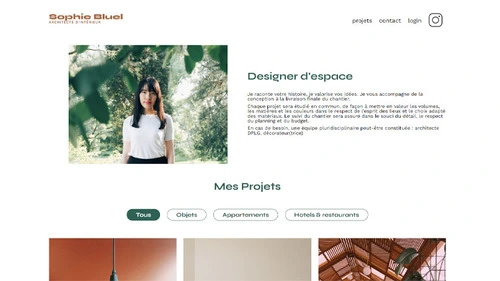 Sophie Bluel
ARCHITECTE D'INTÉRIEUR
projets contact login
Designer d'espace
Je raconte votre histoire, je valorise vos idées. Je vous accompagne de la
conception à la livraison finale du chantier.
Chaque projet sera étudié en commun, de façon à mettre en valeur les volumes,
les matières et les couleurs dans le respect de l'esprit des lieux et le choix adapté
des matériaux. Le suivi du chantier sera assuré dans le souci du détail, le respect
du planning et du budget.
En cas de besoin, une équipe pluridisciplinaire peut-être constituée : architecte
DPLG, décorateur(trice)
Mes Projets
Tous Objets Appartements Hotels & restaurants